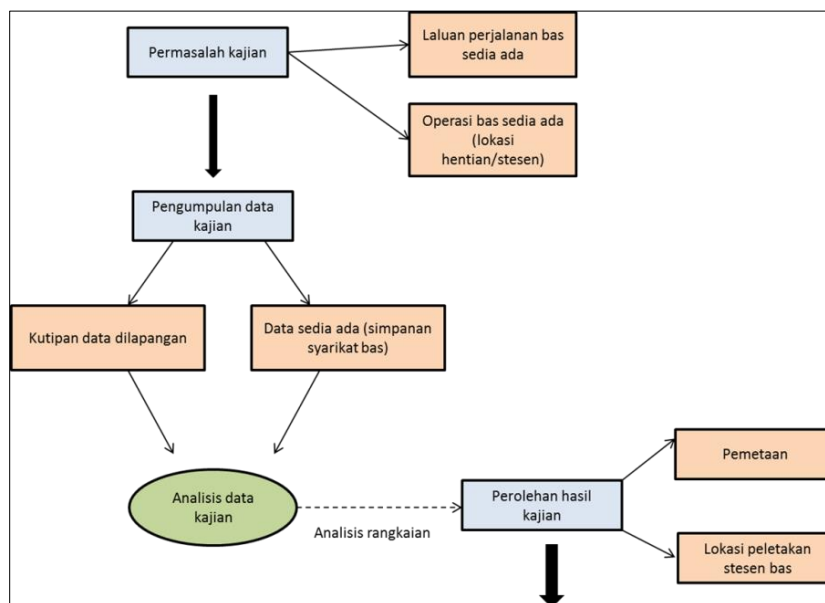 Permasalah kajian
Laluan perjalanan bas
sedia ada
Operasi bas sedia ada
(lokasi
hentian/stesen)
Pengumpulan data
kajian
Kutipan data dilapangan
Data sedia ada (simpanan
syarikat bas)
Analisis data
kajian
Analisis rangkaian
Perolehan hasil
kajian
Pemetaan
Lokasi peletakan
stesen bas